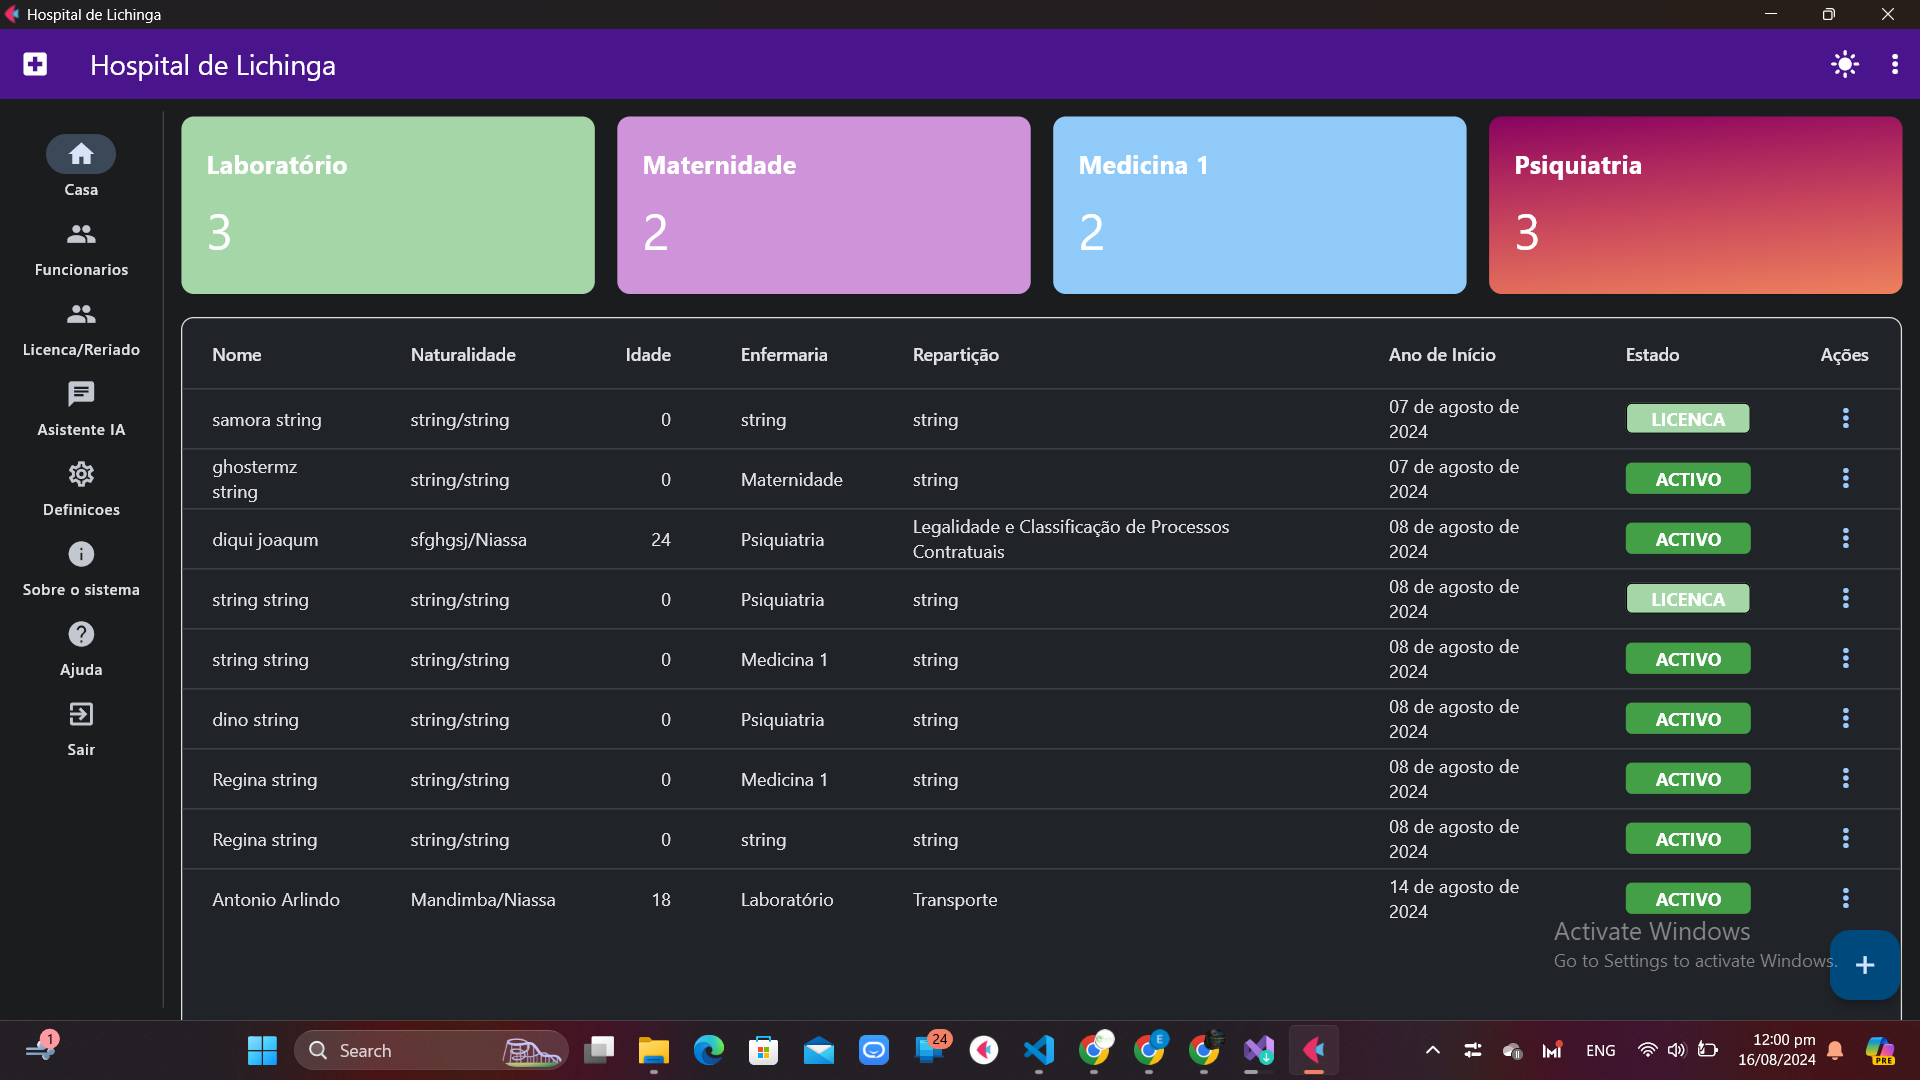 Hospital de Lichinga
Hospital de Lichinga
Casa
Funcionarios
Licenca/Reriado
Asistente IA
Definicoes
Sobre o sistema
Ajuda
Sair
Laboratório
3
Maternidade
2
Medicina 1
2
Psiquiatria
3
Nome Naturalidade Idade Enfermaria Repartição Ano de Início Estado Ações
samora string string/string 0 string string 07 de agosto de 2024 LICENCA
ghostermz string string/string 0 Maternidade string 07 de agosto de 2024 ACTIVO
diqui joaqum sfghgsj/Niassa 24 Psiquiatria Legalidade e Classificação de Processos Contratuais 08 de agosto de 2024 ACTIVO
string string string/string 0 Psiquiatria string 08 de agosto de 2024 LICENCA
string string string/string 0 Medicina 1 string 08 de agosto de 2024 ACTIVO
dino string string/string 0 Psiquiatria string 08 de agosto de 2024 ACTIVO
Regina string string/string 0 Medicina 1 string 08 de agosto de 2024 ACTIVO
Regina string string/string 0 string string 08 de agosto de 2024 ACTIVO
Antonio Arlindo Mandimba/Niassa 18 Laboratório Transporte 14 de agosto de 2024 ACTIVO
Activate Windows
Go to Settings to activate Windows.
+
1
Search
24
E
ENG
12:00 pm
16/08/2024
PRE